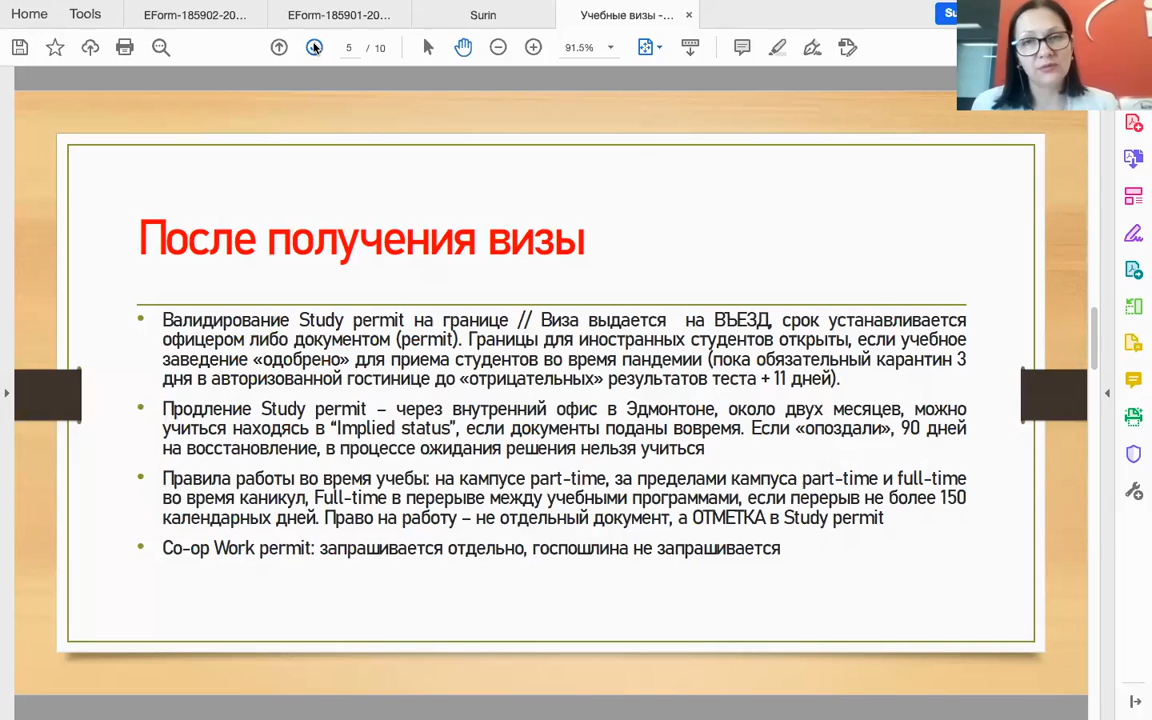 Home Tools EForm-185902-20... EForm-185901-20... Surin Учебные визы -... ×
5 / 10 91.5%
После получения визы
• Валидирование Study permit на границе // Виза выдается на ВЪЕЗД, срок устанавливается
офицером либо документом (permit). Границы для иностранных студентов открыты, если учебное
заведение «одобрено» для приема студентов во время пандемии (пока обязательный карантин 3
дня в авторизованной гостинице до «отрицательных» результатов теста + 11 дней).
• Продление Study permit – через внутренний офис в Эдмонтоне, около двух месяцев, можно
учиться находясь в “Implied status”, если документы поданы вовремя. Если «опоздали», 90 дней
на восстановление, в процессе ожидания решения нельзя учиться
• Правила работы во время учебы: на кампусе part-time, за пределами кампуса part-time и full-time
во время каникул, Full-time в перерыве между учебными программами, если перерыв не более 150
календарных дней. Право на работу – не отдельный документ, а ОТМЕТКА в Study permit
• Co-op Work permit: запрашивается отдельно, госпошлина не запрашивается